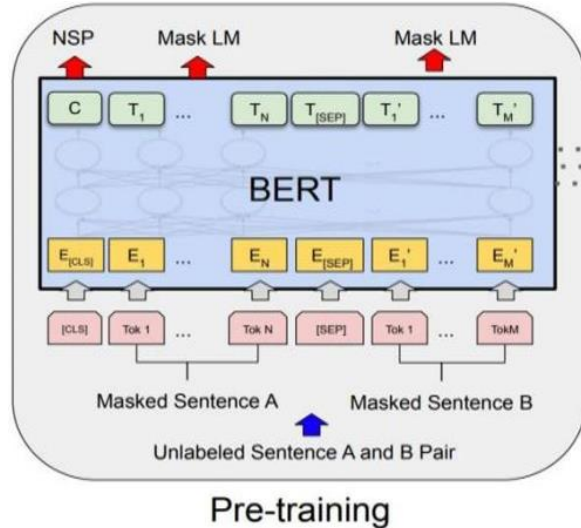 NSP Mask LM Mask LM
C T1 ... TN T[SEP] T1' ... TM'
BERT
E[CLS] E1 ... EN E[SEP] E1' ... EM'
[CLS] Tok 1 ... Tok N [SEP] Tok 1 ... TokM
Masked Sentence A Masked Sentence B
Unlabeled Sentence A and B Pair
Pre-training